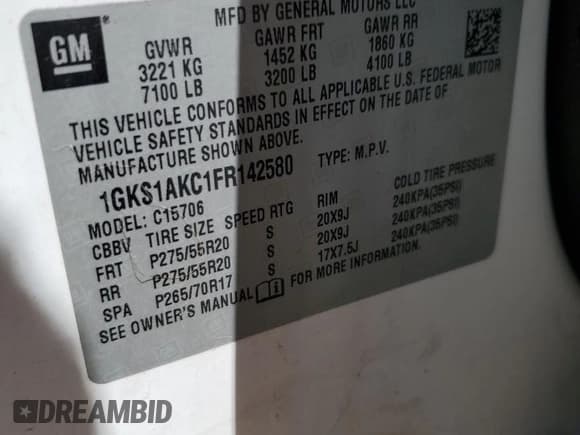 MFD BY GENERAL MOTORS LLC
GM
GVWR GAWR FRT GAWR RR
3221 KG 1452 KG 1860 KG
7100 LB 3200 LB 4100 LB
THIS VEHICLE CONFORMS TO ALL APPLICABLE U.S. FEDERAL MOTOR
VEHICLE SAFETY STANDARDS IN EFFECT ON THE DATE OF
MANUFACTURE SHOWN ABOVE.
1GKS1AKC1FR142580 TYPE: M.P.V.
MODEL: C15706
CBBV TIRE SIZE SPEED RTG RIM COLD TIRE PRESSURE
FRT P275/55R20 S 20X9J 240KPA(35PSI)
RR P275/55R20 S 20X9J 240KPA(35PSI)
SPA P265/70R17 S 17X7.5J 240KPA(35PSI)
SEE OWNER'S MANUAL FOR MORE INFORMATION.
DREAMBID